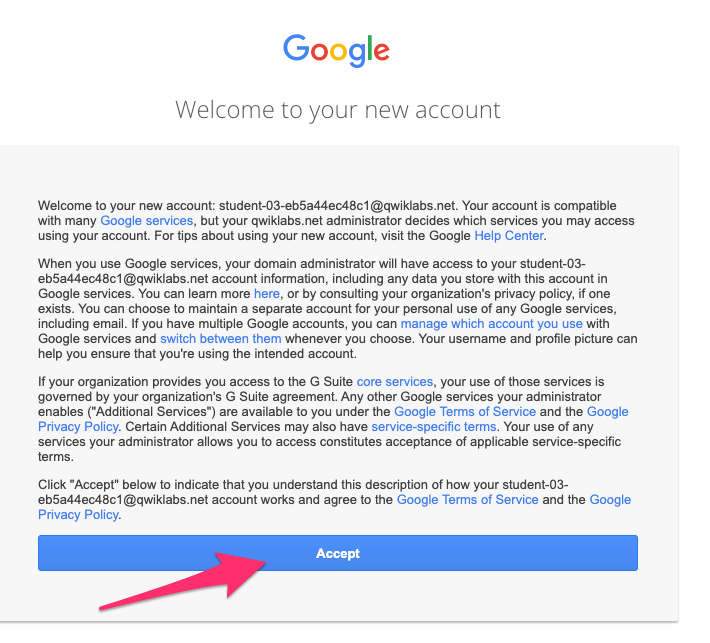 Google
Welcome to your new account
Welcome to your new account: student-03-eb5a44ec48c1@qwiklabs.net. Your account is compatible
with many Google services, but your qwiklabs.net administrator decides which services you may access
using your account. For tips about using your new account, visit the Google Help Center.
When you use Google services, your domain administrator will have access to your student-03-
eb5a44ec48c1@qwiklabs.net account information, including any data you store with this account in
Google services. You can learn more here, or by consulting your organization's privacy policy, if one
exists. You can choose to maintain a separate account for your personal use of any Google services,
including email. If you have multiple Google accounts, you can manage which account you use with
Google services and switch between them whenever you choose. Your username and profile picture can
help you ensure that you're using the intended account.
If your organization provides you access to the G Suite core services, your use of those services is
governed by your organization's G Suite agreement. Any other Google services your administrator
enables ("Additional Services") are available to you under the Google Terms of Service and the Google
Privacy Policy. Certain Additional Services may also have service-specific terms. Your use of any
services your administrator allows you to access constitutes acceptance of applicable service-specific
terms.
Click "Accept" below to indicate that you understand this description of how your student-03-
eb5a44ec48c1@qwiklabs.net account works and agree to the Google Terms of Service and the Google
Privacy Policy.
Accept